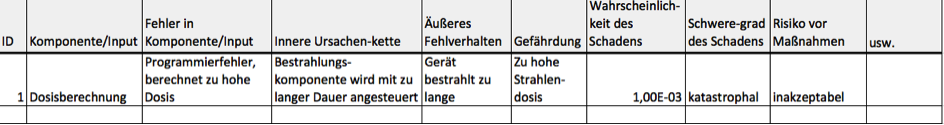 ID
Komponente/Input
Fehler in
Komponente/Input
Innere Ursachen-kette
Äußeres
Fehlverhalten
Gefährdung
Wahrscheinlich-
keit des
Schadens
Schwere-grad
des Schadens
Risiko vor
Maßnahmen
usw.
1
Dosisberechnung
Programmierfehler,
berechnet zu hohe
Dosis
Bestrahlungs-
komponente wird mit zu
langer Dauer angesteuert
Gerät
bestrahlt zu
lange
Zu hohe
Strahlen-
dosis
1,00E-03
katastrophal
inakzeptabel